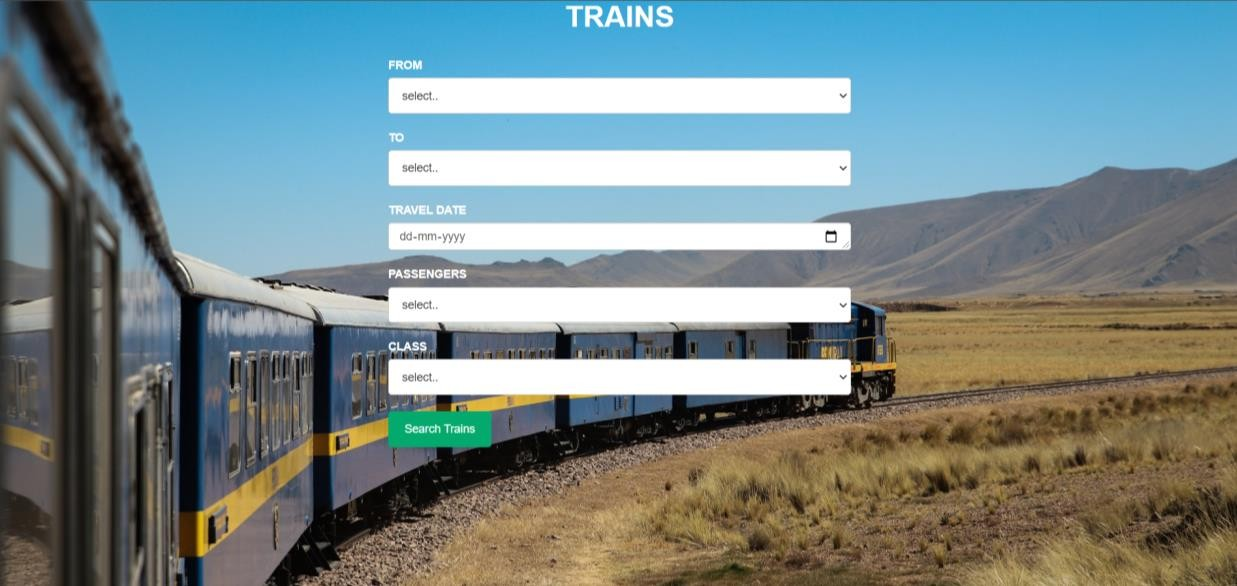 TRAINS
FROM
select..
TO
select..
TRAVEL DATE
dd-mm-yyyy
PASSENGERS
select..
CLASS
select..
Search Trains